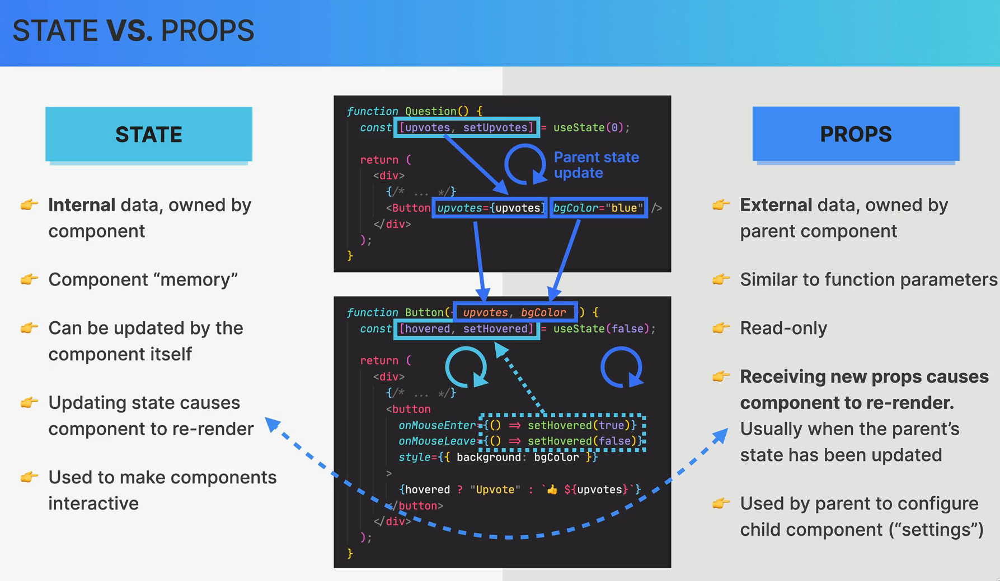 STATE VS. PROPS
STATE
👉 Internal data, owned by
component
👉 Component “memory”
👉 Can be updated by the
component itself
👉 Updating state causes
component to re-render
👉 Used to make components
interactive
function Question() {
const [upvotes, setUpvotes] = useState(0);
return (
<div>
{/* ... */}
<Button upvotes={upvotes} bgColor="blue" />
</div>
);
}
Parent state
update
function Button({ upvotes, bgColor }) {
const [hovered, setHovered] = useState(false);
return (
<div>
{/* ... */}
<button
onMouseEnter={() => setHovered(true)}
onMouseLeave={() => setHovered(false)}
style={{ background: bgColor }}
>
{hovered ? "Upvote" : `👍 ${upvotes}`}
</button>
</div>
);
}
PROPS
👉 External data, owned by
parent component
👉 Similar to function parameters
👉 Read-only
👉 Receiving new props causes
component to re-render.
Usually when the parent’s
state has been updated
👉 Used by parent to configure
child component (“settings”)